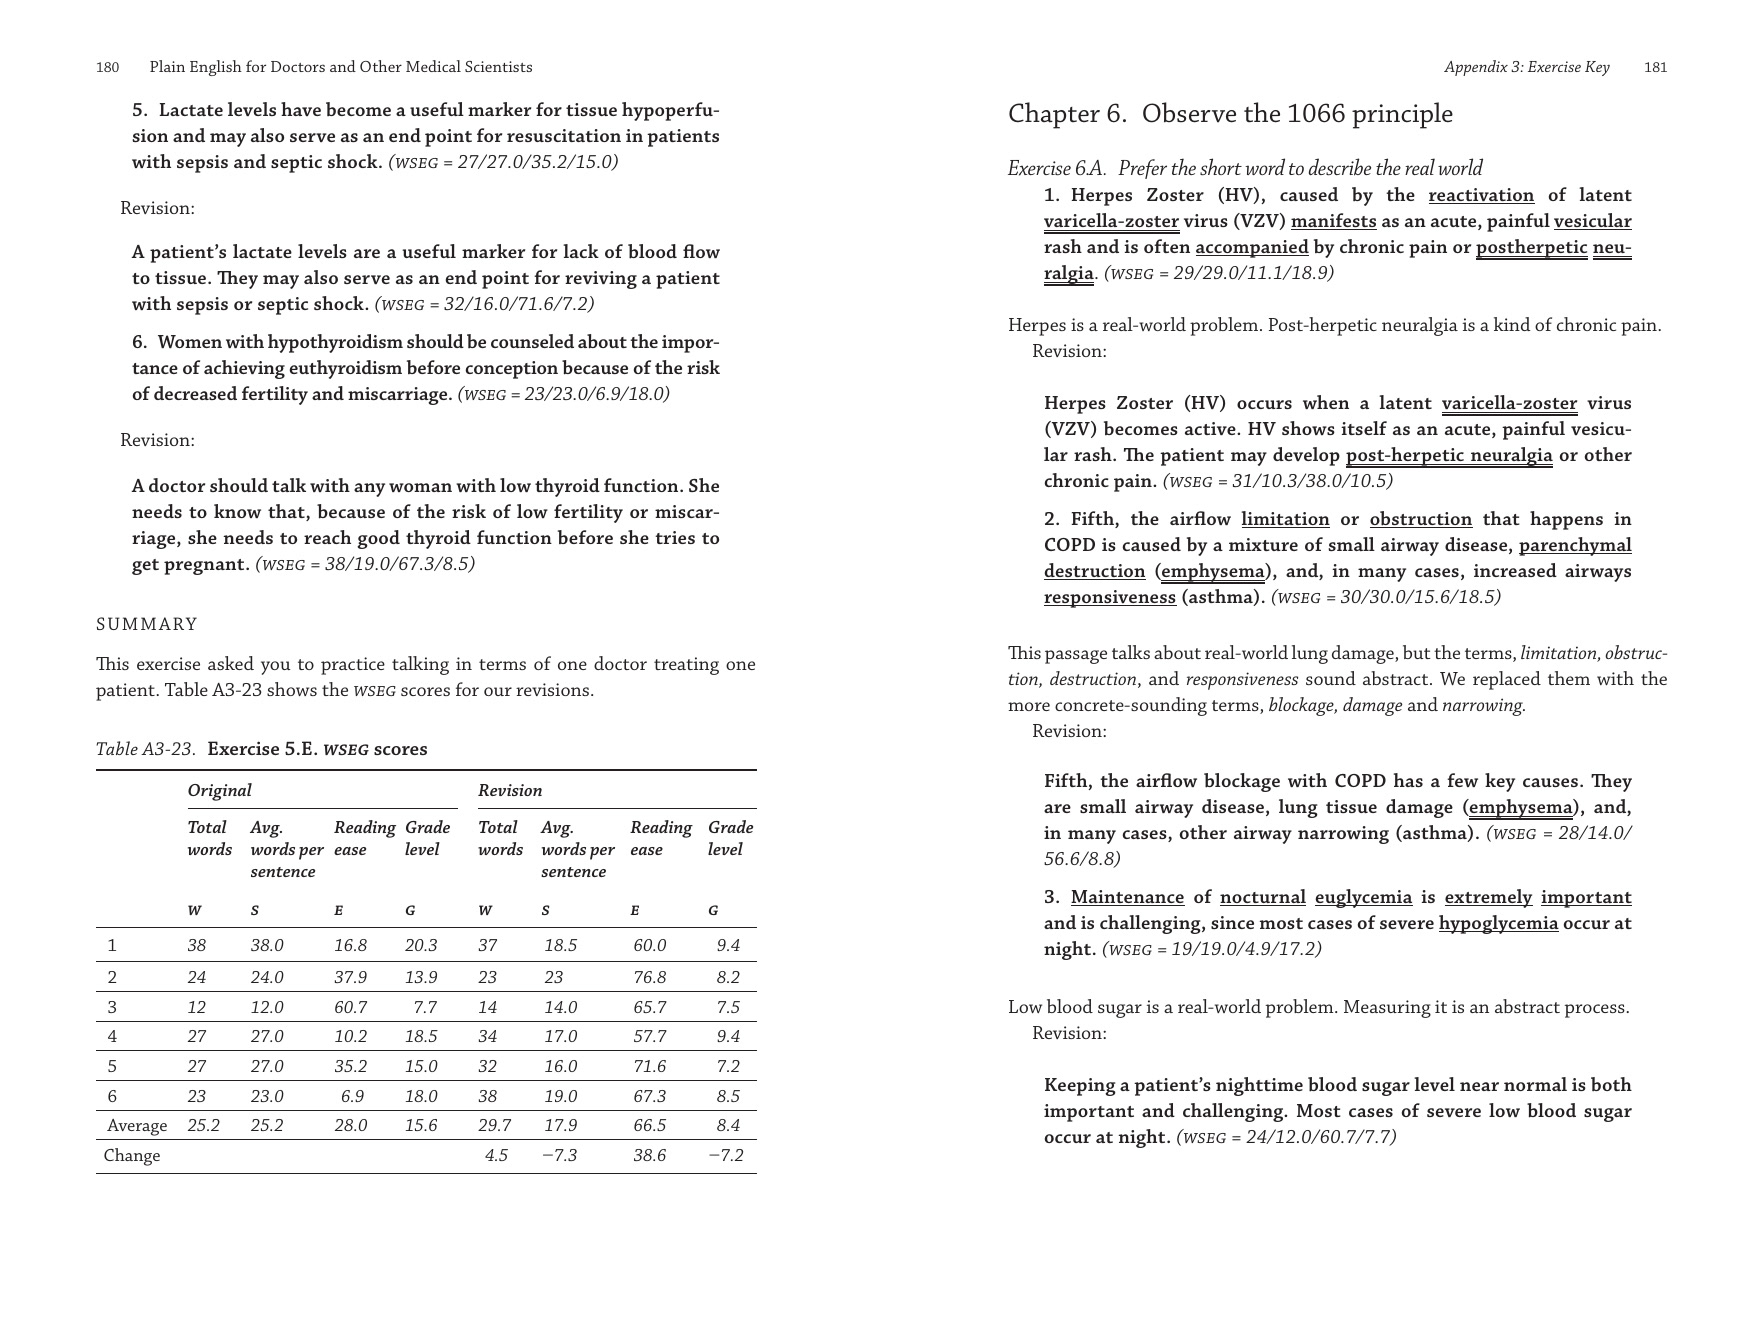 180 Plain English for Doctors and Other Medical Scientists
5. Lactate levels have become a useful marker for tissue hypoperfu-
sion and may also serve as an end point for resuscitation in patients
with sepsis and septic shock. (WSEG = 27/27.0/35.2/15.0)
Revision:
A patient’s lactate levels are a useful marker for lack of blood flow
to tissue. They may also serve as an end point for reviving a patient
with sepsis or septic shock. (WSEG = 32/16.0/71.6/7.2)
6. Women with hypothyroidism should be counseled about the impor-
tance of achieving euthyroidism before conception because of the risk
of decreased fertility and miscarriage. (WSEG = 23/23.0/6.9/18.0)
Revision:
A doctor should talk with any woman with low thyroid function. She
needs to know that, because of the risk of low fertility or miscar-
riage, she needs to reach good thyroid function before she tries to
get pregnant. (WSEG = 38/19.0/67.3/8.5)
SUMMARY
This exercise asked you to practice talking in terms of one doctor treating one
patient. Table A3-23 shows the WSEG scores for our revisions.
Table A3-23. Exercise 5.E. WSEG scores
Original Revision
Total Avg. Reading Grade Total Avg. Reading Grade
words words per ease level words words per ease level
sentence sentence
W S E G W S E G
1 38 38.0 16.8 20.3 37 18.5 60.0 9.4
2 24 24.0 37.9 13.9 23 23 76.8 8.2
3 12 12.0 60.7 7.7 14 14.0 65.7 7.5
4 27 27.0 10.2 18.5 34 17.0 57.7 9.4
5 27 27.0 35.2 15.0 32 16.0 71.6 7.2
6 23 23.0 6.9 18.0 38 19.0 67.3 8.5
Average 25.2 25.2 28.0 15.6 29.7 17.9 66.5 8.4
Change 4.5 −7.3 38.6 −7.2
Appendix 3: Exercise Key 181
Chapter 6. Observe the 1066 principle
Exercise 6.A. Prefer the short word to describe the real world
1. Herpes Zoster (HV), caused by the reactivation of latent
varicella-zoster virus (VZV) manifests as an acute, painful vesicular
rash and is often accompanied by chronic pain or postherpetic neu-
ralgia. (WSEG = 29/29.0/11.1/18.9)
Herpes is a real-world problem. Post-herpetic neuralgia is a kind of chronic pain.
Revision:
Herpes Zoster (HV) occurs when a latent varicella-zoster virus
(VZV) becomes active. HV shows itself as an acute, painful vesicu-
lar rash. The patient may develop post-herpetic neuralgia or other
chronic pain. (WSEG = 31/10.3/38.0/10.5)
2. Fifth, the airflow limitation or obstruction that happens in
COPD is caused by a mixture of small airway disease, parenchymal
destruction (emphysema), and, in many cases, increased airways
responsiveness (asthma). (WSEG = 30/30.0/15.6/18.5)
This passage talks about real-world lung damage, but the terms, limitation, obstruc-
tion, destruction, and responsiveness sound abstract. We replaced them with the
more concrete-sounding terms, blockage, damage and narrowing.
Revision:
Fifth, the airflow blockage with COPD has a few key causes. They
are small airway disease, lung tissue damage (emphysema), and,
in many cases, other airway narrowing (asthma). (WSEG = 28/14.0/
56.6/8.8)
3. Maintenance of nocturnal euglycemia is extremely important
and is challenging, since most cases of severe hypoglycemia occur at
night. (WSEG = 19/19.0/4.9/17.2)
Low blood sugar is a real-world problem. Measuring it is an abstract process.
Revision:
Keeping a patient’s nighttime blood sugar level near normal is both
important and challenging. Most cases of severe low blood sugar
occur at night. (WSEG = 24/12.0/60.7/7.7)